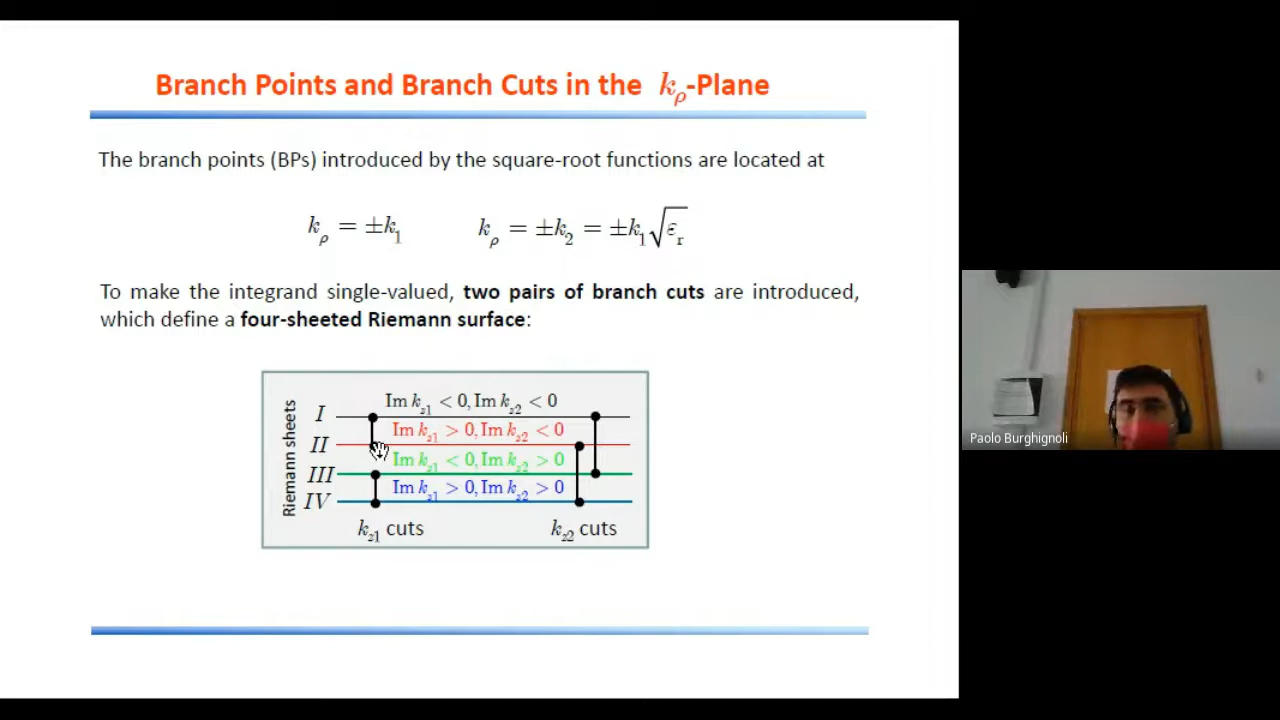 Branch Points and Branch Cuts in the k_ρ-Plane
The branch points (BPs) introduced by the square-root functions are located at
k_ρ = ±k_1    k_ρ = ±k_2 = ±k_1√ε_r
To make the integrand single-valued, two pairs of branch cuts are introduced,
which define a four-sheeted Riemann surface:
Riemann sheets
I Im k_z1 < 0, Im k_z2 < 0
II Im k_z1 > 0, Im k_z2 < 0
III Im k_z1 < 0, Im k_z2 > 0
IV Im k_z1 > 0, Im k_z2 > 0
k_z1 cuts    k_z2 cuts
Paolo Burghignoli